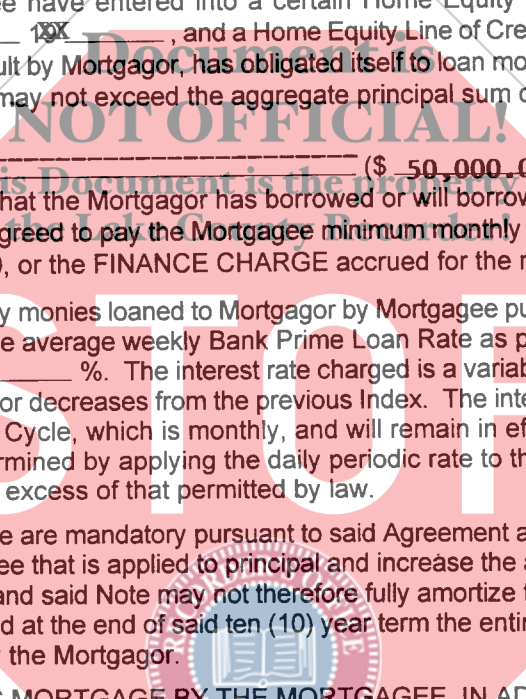 ee have entered into a certain Home Equity
19XX , and a Home Equity Line of Cre
Document is
ult by Mortgagor, has obligated itself to loan mo
may not exceed the aggregate principal sum o
NOT OFFICIAL!
($ 50,000.0
is Document is the property
hat the Mortgagor has borrowed or will borrow
the Lake County Recorder!
greed to pay the Mortgagee minimum monthly
), or the FINANCE CHARGE accrued for the m
y monies loaned to Mortgagor by Mortgagee pu
e average weekly Bank Prime Loan Rate as p
%. The interest rate charged is a variab
STOP
or decreases from the previous Index. The inte
Cycle, which is monthly, and will remain in eff
rmined by applying the daily periodic rate to th
excess of that permitted by law.
e are mandatory pursuant to said Agreement a
ee that is applied to principal and increase the a
and said Note may not therefore fully amortize t
d at the end of said ten (10) year term the entir
the Mortgagor.
S MORTGAGE BY THE MORTGAGEE, IN AD